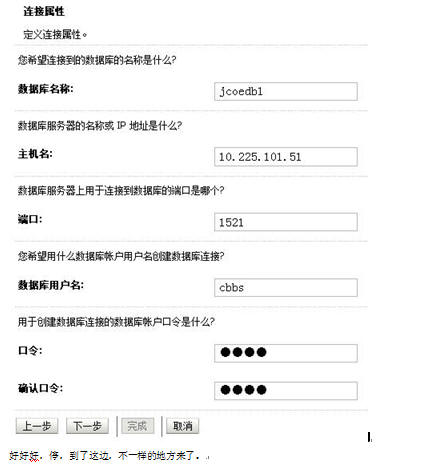 连接属性
定义连接属性。
您希望连接到的数据库的名称是什么?
数据库名称: jcoedb1
数据库服务器的名称或 IP 地址是什么?
主机名: 10.225.101.51
数据库服务器上用于连接到数据库的端口是哪个?
端口: 1521
您希望用什么数据库帐户用户名创建数据库连接?
数据库用户名: cbbs
用于创建数据库连接的数据库帐户口令是什么?
口令: ●●●●
确认口令: ●●●●
上一步 下一步 完成 取消
好好好，停，到了这边，不一样的地方来了，